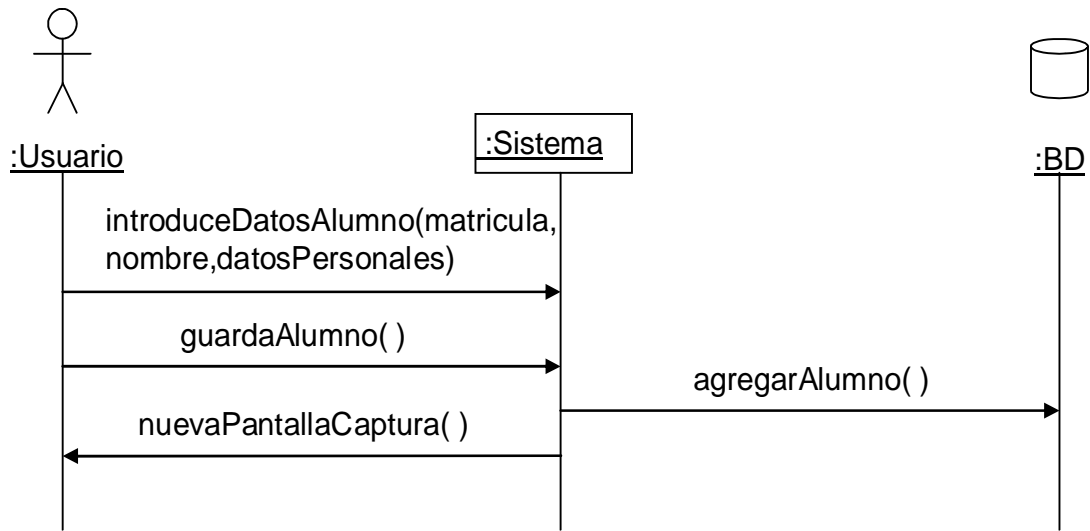 :Usuario
:Sistema
:BD
introduceDatosAlumno(matricula,
nombre,datosPersonales)
guardaAlumno( )
agregarAlumno( )
nuevaPantallaCaptura( )